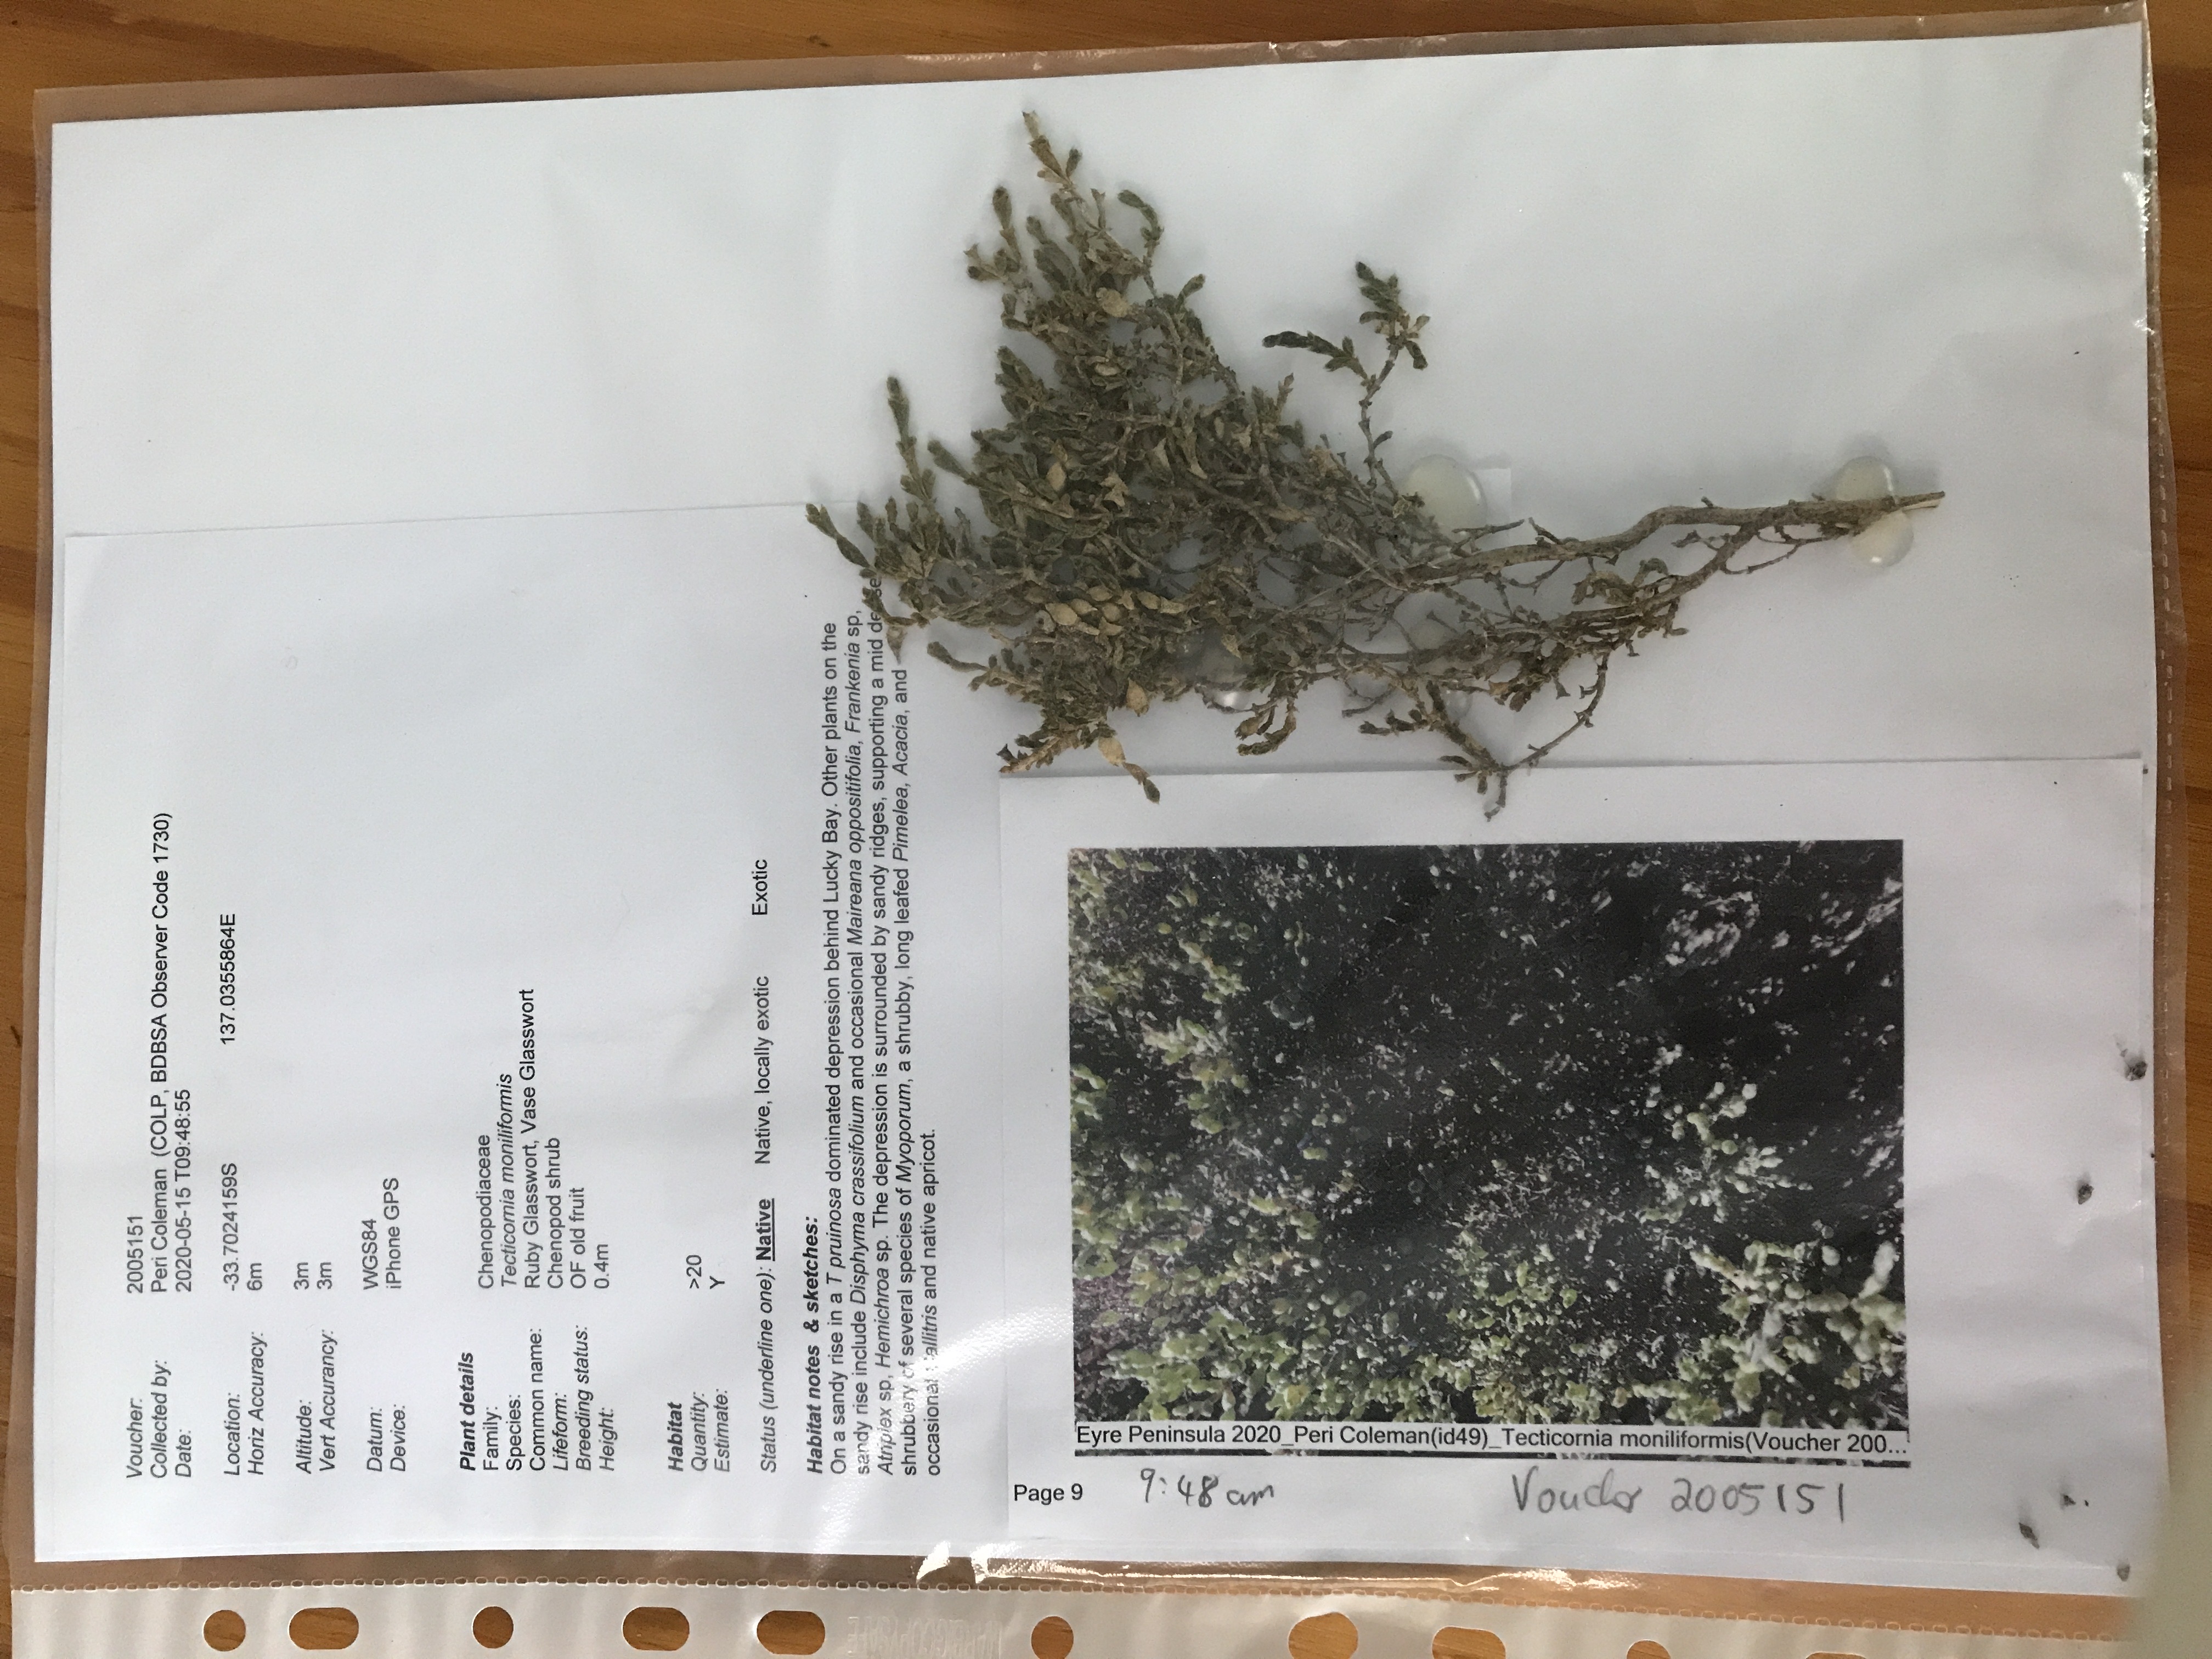 Voucher: 2005151
Collected by: Peri Coleman (COLP, BDBSA Observer Code 1730)
Date: 2020-05-15 T09:48:55
Location: -33.7024159S 137.0355864E
Horiz Accuracy: 6m
Altitude: 3m
Vert Accurancy: 3m
Datum: WGS84
Device: iPhone GPS
Plant details
Family: Chenopodiaceae
Species: Tecticornia moniliformis
Common name: Ruby Glasswort, Vase Glasswort
Lifeform: Chenopod shrub
Breeding status: OF old fruit
Height: 0.4m
Habitat
Quantity: >20
Estimate: Y
Status (underline one): Native Native, locally exotic Exotic
Habitat notes & sketches:
On a sandy rise in a T pruinosa dominated depression behind Lucky Bay. Other plants on the
sandy rise include Disphyma crassifolium and occasional Maireana oppositifolia, Frankenia sp,
Atriplex sp, Hemichroa sp. The depression is surrounded by sandy ridges, supporting a mid dense
shrubbery of several species of Myoporum, a shrubby, long leafed Pimelea, Acacia, and
occasional Callitris and native apricot.
Eyre Peninsula 2020_Peri Coleman(id49)_Tecticornia moniliformis(Voucher 200...
Page 9 9:48 am Voucher 2005151